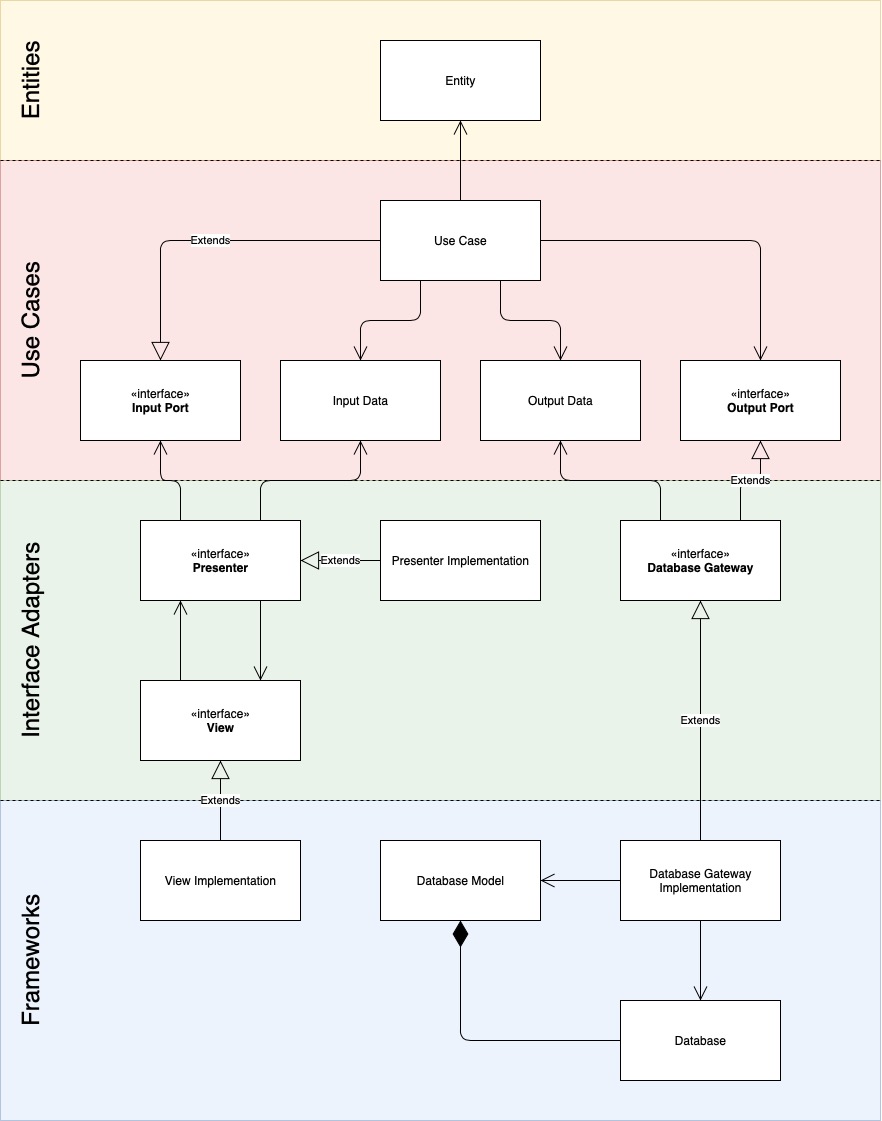 Entities
Entity
Use Cases
Use Case
Extends
«interface»
Input Port
Input Data
Output Data
«interface»
Output Port
Extends
Interface Adapters
«interface»
Presenter
Extends
Presenter Implementation
«interface»
Database Gateway
«interface»
View
Extends
Extends
Frameworks
View Implementation
Database Model
Database Gateway
Implementation
Database